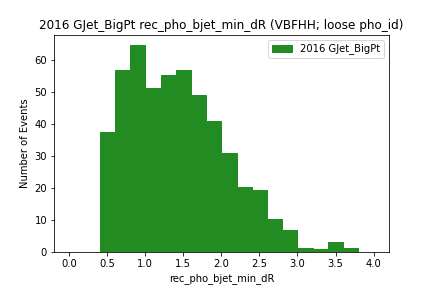 2016 GJet_BigPt rec_pho_bjet_min_dR (VBFHH; loose pho_id)
2016 GJet_BigPt
Number of Events
60
50
40
30
20
10
0
0.0 0.5 1.0 1.5 2.0 2.5 3.0 3.5 4.0
rec_pho_bjet_min_dR